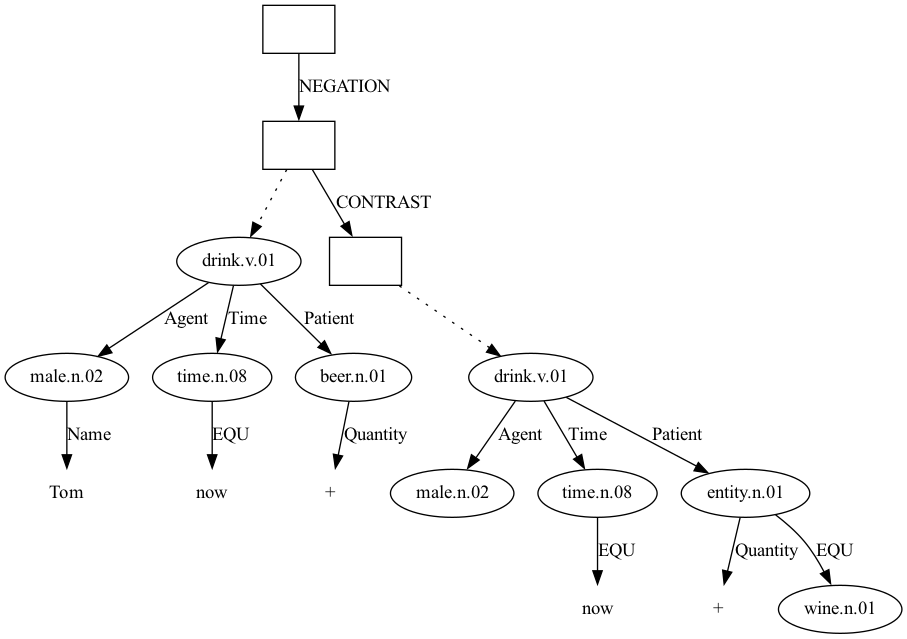 NEGATION
CONTRAST
drink.v.01
Agent Time Patient
male.n.02 time.n.08 beer.n.01 drink.v.01
Name EQU Quantity Agent Time Patient
Tom now + male.n.02 time.n.08 entity.n.01
EQU Quantity EQU
now + wine.n.01